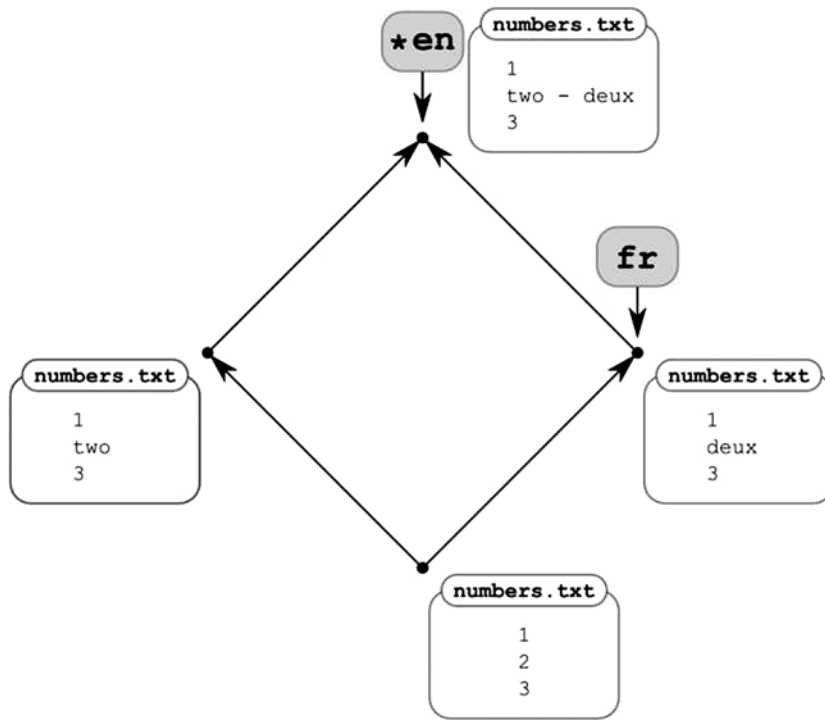 *en
numbers.txt
1
two - deux
3
fr
numbers.txt
1
two
3
numbers.txt
1
deux
3
numbers.txt
1
2
3